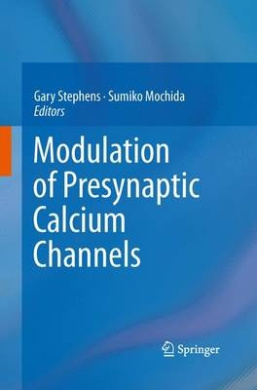 Gary Stephens · Sumiko Mochida
Editors
Modulation
of Presynaptic
Calcium
Channels
Springer